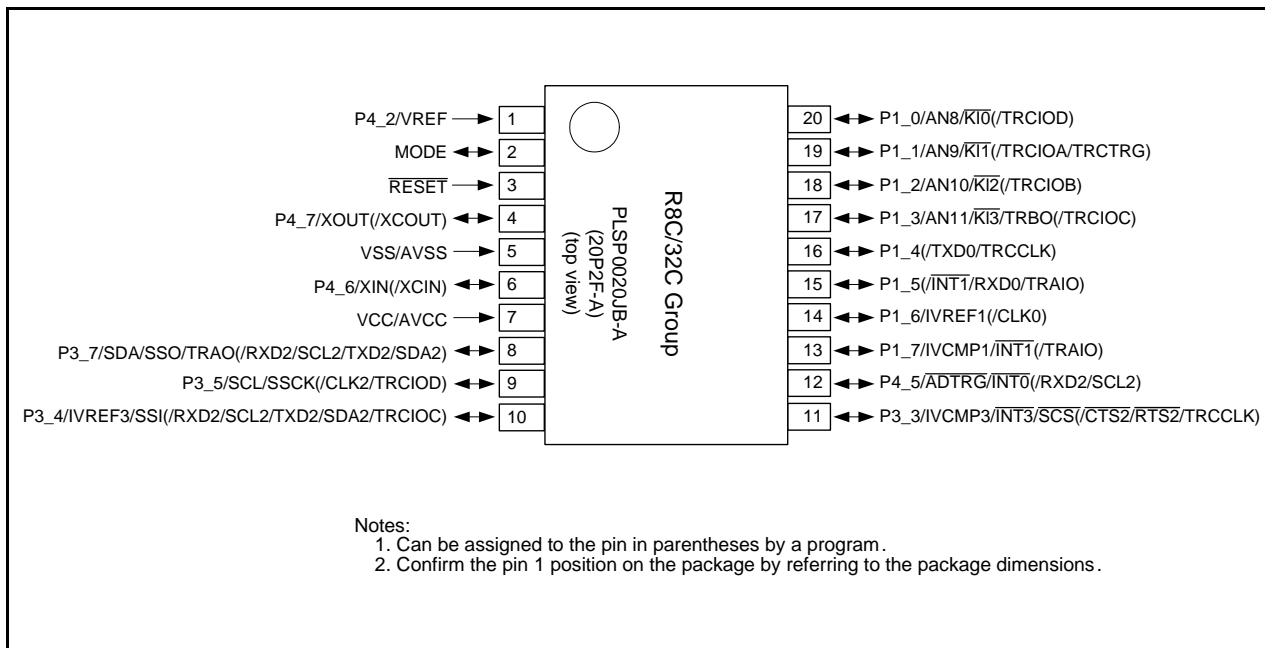 P4_2/VREF
1
MODE
2
RESET
3
P4_7/XOUT(/XCOUT)
4
VSS/AVSS
5
P4_6/XIN(/XCIN)
6
VCC/AVCC
7
P3_7/SDA/SSO/TRAO(/RXD2/SCL2/TXD2/SDA2)
8
P3_5/SCL/SSCK(/CLK2/TRCIOD)
9
P3_4/IVREF3/SSI(/RXD2/SCL2/TXD2/SDA2/TRCIOC)
10
R8C/32C Group
PLSP0020JB-A
(20P2F-A)
(top view)
20
P1_0/AN8/KI0(/TRCIOD)
19
P1_1/AN9/KI1(/TRCIOA/TRCTRG)
18
P1_2/AN10/KI2(/TRCIOB)
17
P1_3/AN11/KI3/TRBO(/TRCIOC)
16
P1_4(/TXD0/TRCCLK)
15
P1_5(/INT1/RXD0/TRAIO)
14
P1_6/IVREF1(/CLK0)
13
P1_7/IVCMP1/INT1(/TRAIO)
12
P4_5/ADTRG/INT0(/RXD2/SCL2)
11
P3_3/IVCMP3/INT3/SCS(/CTS2/RTS2/TRCCLK)
Notes:
1. Can be assigned to the pin in parentheses by a program.
2. Confirm the pin 1 position on the package by referring to the package dimensions.